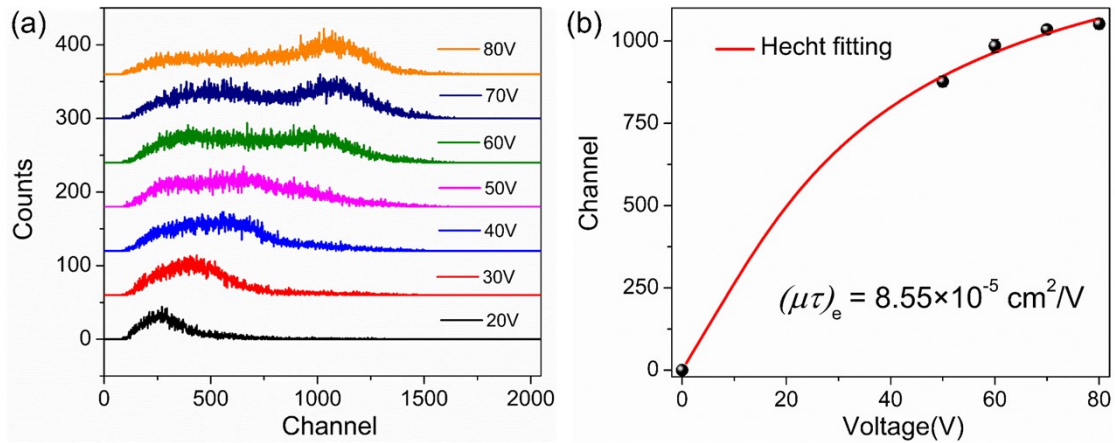 (a)
400
300
200
100
0
Counts
80V
70V
60V
50V
40V
30V
20V
0 500 1000 1500 2000
Channel
(b)
1000
750
500
250
0
Channel
Hecht fitting
(μτ)e = 8.55×10-5 cm2/V
0 20 40 60 80
Voltage(V)